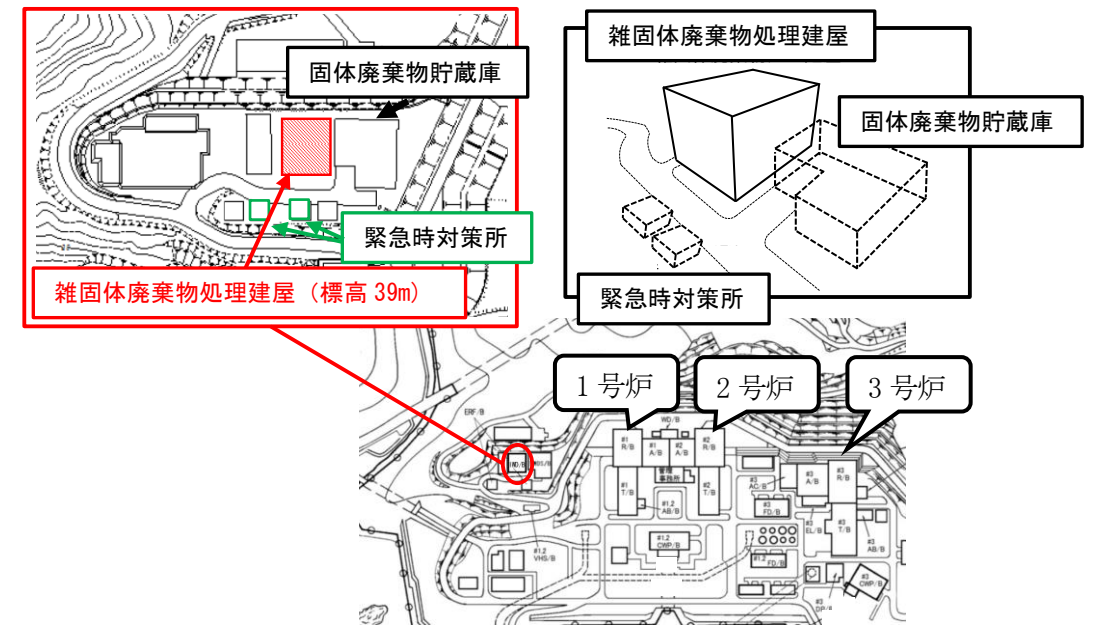 固体廃棄物貯蔵庫
緊急時対策所
雑固体廃棄物処理建屋（標高 39m）
雑固体廃棄物処理建屋
固体廃棄物貯蔵庫
緊急時対策所
1 号炉
2 号炉
3 号炉
ERF/B
WD/B
#1
R/B
#1
A/B
#2
A/B
#2
R/B
管理
事務所
#1
T/B
#2
T/B
#1,2
AB/B
#1,2
CWP/B
#1,2
VHS/B
#3
AC/B
#3
A/B
#3
R/B
#3
FD/B
#3
EL/B
#3
T/B
#3
AB/B
#1,2
FD/B
#3
CWP/B
#3